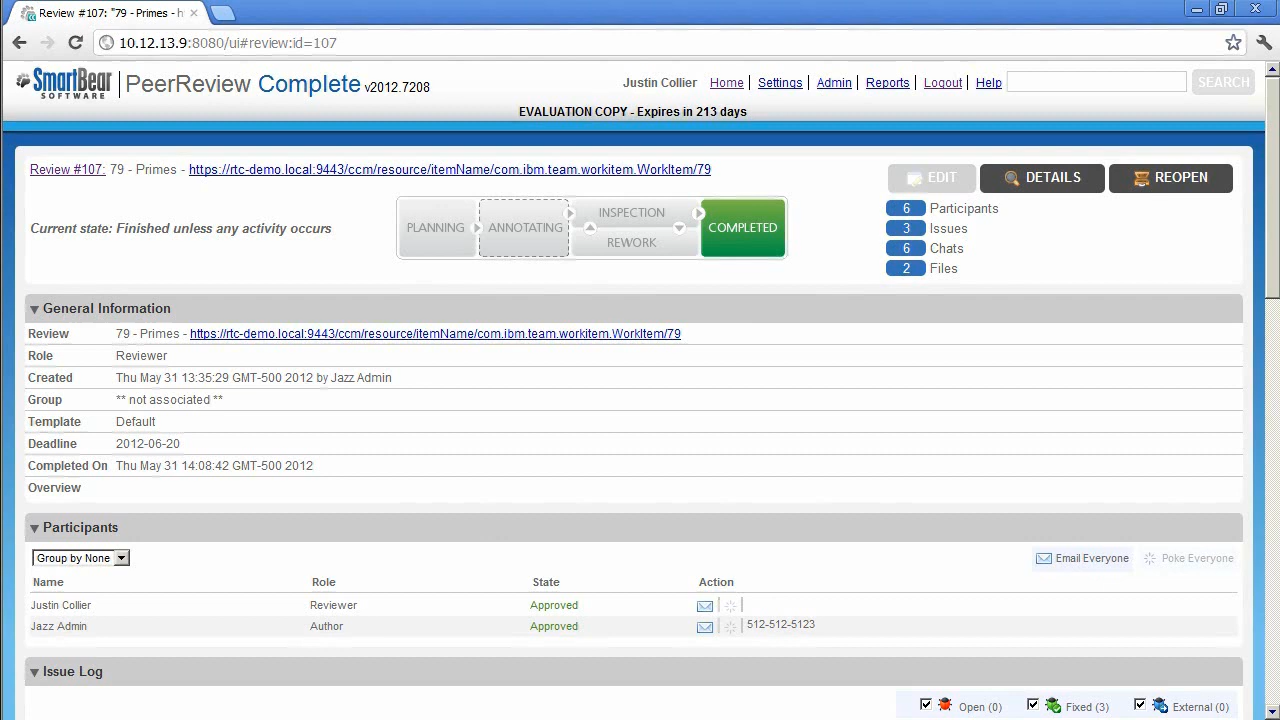 Review #107: "79 - Primes - h
10.12.13.9:8080/ui#review:id=107
SMARTBEAR SOFTWARE PeerReview Complete v2012.7208 Justin Collier Home Settings Admin Reports Logout Help SEARCH
EVALUATION COPY - Expires in 213 days
Review #107: 79 - Primes - https://rtc-demo.local:9443/ccm/resource/itemName/com.ibm.team.workitem.WorkItem/79
EDIT DETAILS REOPEN
Current state: Finished unless any activity occurs
PLANNING ANNOTATING INSPECTION REWORK COMPLETED
6 Participants
3 Issues
6 Chats
2 Files
General Information
Review 79 - Primes - https://rtc-demo.local:9443/ccm/resource/itemName/com.ibm.team.workitem.WorkItem/79
Role Reviewer
Created Thu May 31 13:35:29 GMT-500 2012 by Jazz Admin
Group ** not associated **
Template Default
Deadline 2012-06-20
Completed On Thu May 31 14:08:42 GMT-500 2012
Overview
Participants
Group by None Email Everyone Poke Everyone
Name Role State Action
Justin Collier Reviewer Approved
Jazz Admin Author Approved 512-512-5123
Issue Log
Open (0) Fixed (3) External (0)